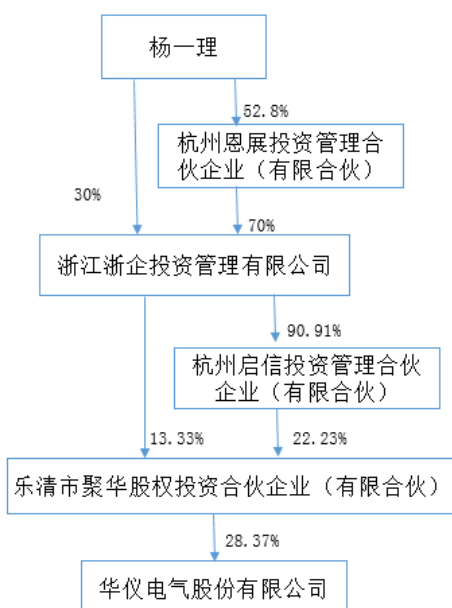 杨一理
52.8%
杭州恩展投资管理合
伙企业（有限合伙）
30%
70%
浙江浙企投资管理有限公司
90.91%
杭州启信投资管理合伙
企业（有限合伙）
13.33%
22.23%
乐清市聚华股权投资合伙企业（有限合伙）
28.37%
华仪电气股份有限公司